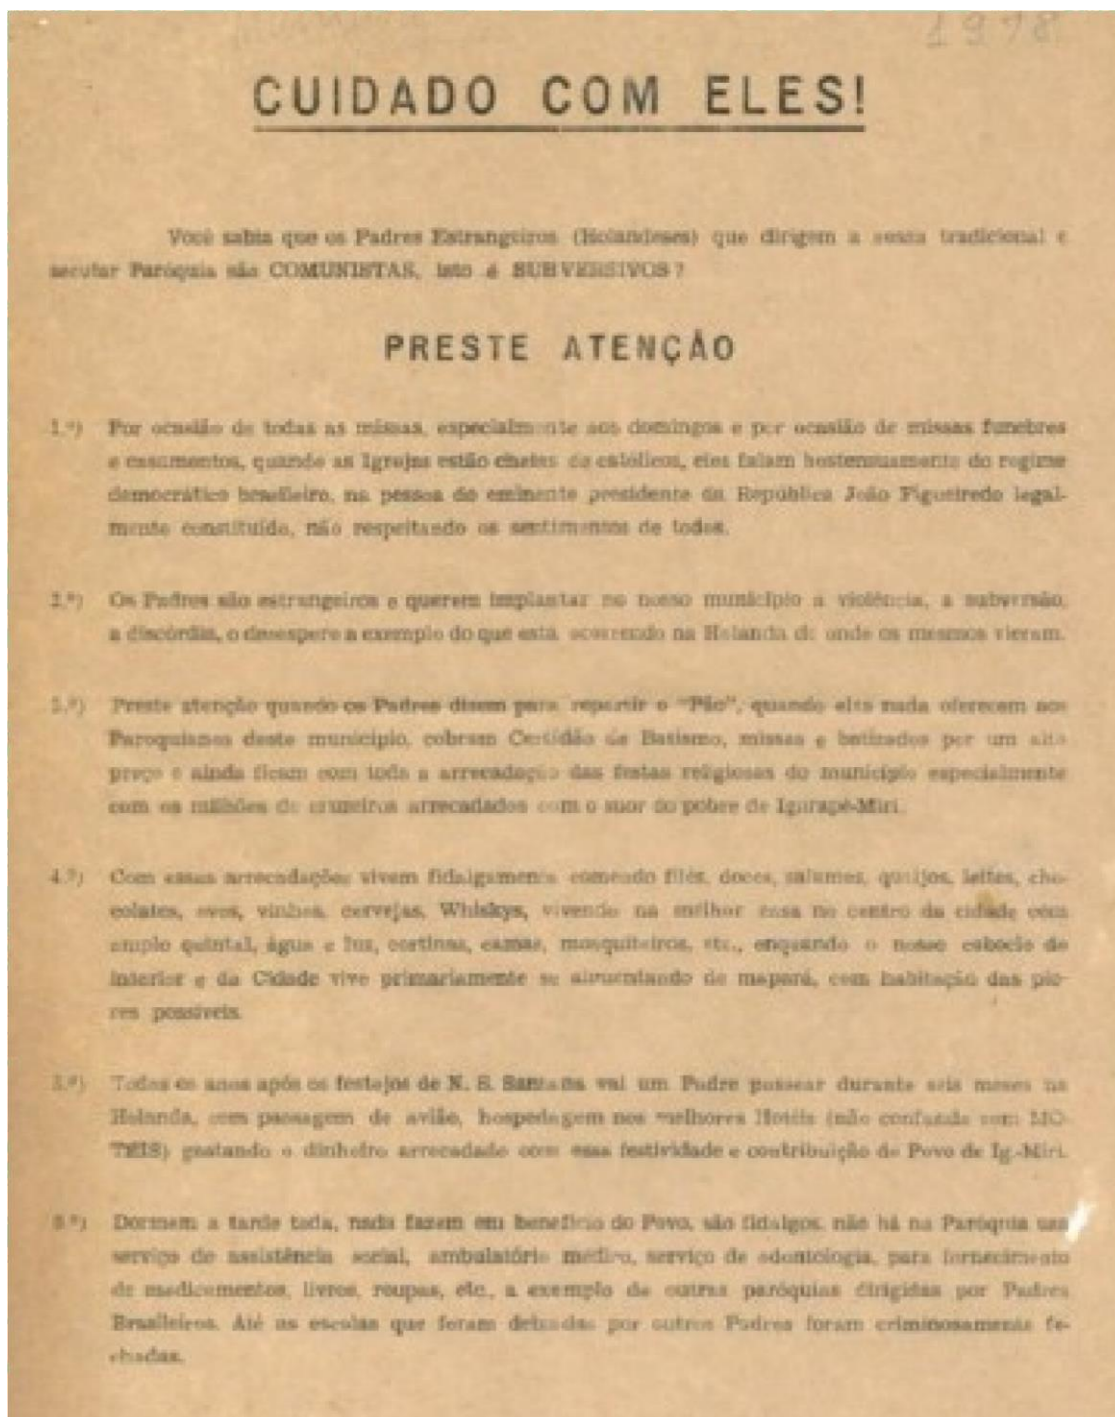 1978
CUIDADO COM ELES!
Você sabia que os Padres Estrangeiros (Holandeses) que dirigem a nossa tradicional e
secular Paróquia são COMUNISTAS, isto é SUBVERSIVOS?
PRESTE ATENÇÃO
1.º) Por ocasião de todas as missas, especialmente aos domingos e por ocasião de missas funebres
e casamentos, quando as Igrejas estão cheias de católicos, eles falam hostensivamente do regime
democrático brasileiro, na pessoa do eminente presidente da República João Figueiredo legal-
mente constituído, não respeitando os sentimentos de todos.
2.º) Os Padres são estrangeiros e querem implantar no nosso município a violência, a subversão,
a discórdia, o desespero a exemplo do que está ocorrendo na Holanda de onde os mesmos vieram.
3.º) Preste atenção quando os Padres dizem para repartir o "Pão", quando eles nada oferecem aos
Paroquianos deste município, cobram Certidão de Batismo, missas e batizados por um alto
preço e ainda ficam com toda a arrecadação das festas religiosas do município especialmente
com os milhões de cruzeiros arrecadados com o suor do pobre de Igarapé-Miri.
4.º) Com essas arrecadações vivem fidalgamente comendo filés, doces, salames, queijos, leites, cho-
colates, ovos, vinhos, cervejas, Whiskys, vivendo na melhor casa no centro da cidade com
amplo quintal, água e luz, cortinas, camas, mosquiteiros, etc., enquando o nosso caboclo do
interior e da Cidade vive primariamente se alimentando de mapará, com habitação das pio-
res possíveis.
5.º) Todos os anos após os festejos de N. S. Santana vai um Padre passear durante seis meses na
Holanda, com passagem de avião, hospedagem nos melhores Hotéis (não confunda com MO-
TEIS) gastando o dinheiro arrecadado com essa festividade e contribuição do Povo de Ig.-Miri.
6.º) Dormem a tarde toda, nada fazem em benefício do Povo, são fidalgos, não há na Paróquia um
serviço de assistência social, ambulatório médico, serviço de odontologia, para fornecimento
de medicamentos, livros, roupas, etc., a exemplo de outras paróquias dirigidas por Padres
Brasileiros. Até as escolas que foram deixadas por outros Padres foram criminosamente fe-
chadas.